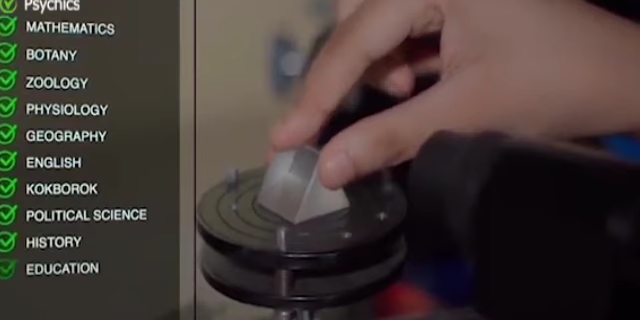 Psychics
MATHEMATICS
BOTANY
ZOOLOGY
PHYSIOLOGY
GEOGRAPHY
ENGLISH
KOKBOROK
POLITICAL SCIENCE
HISTORY
EDUCATION